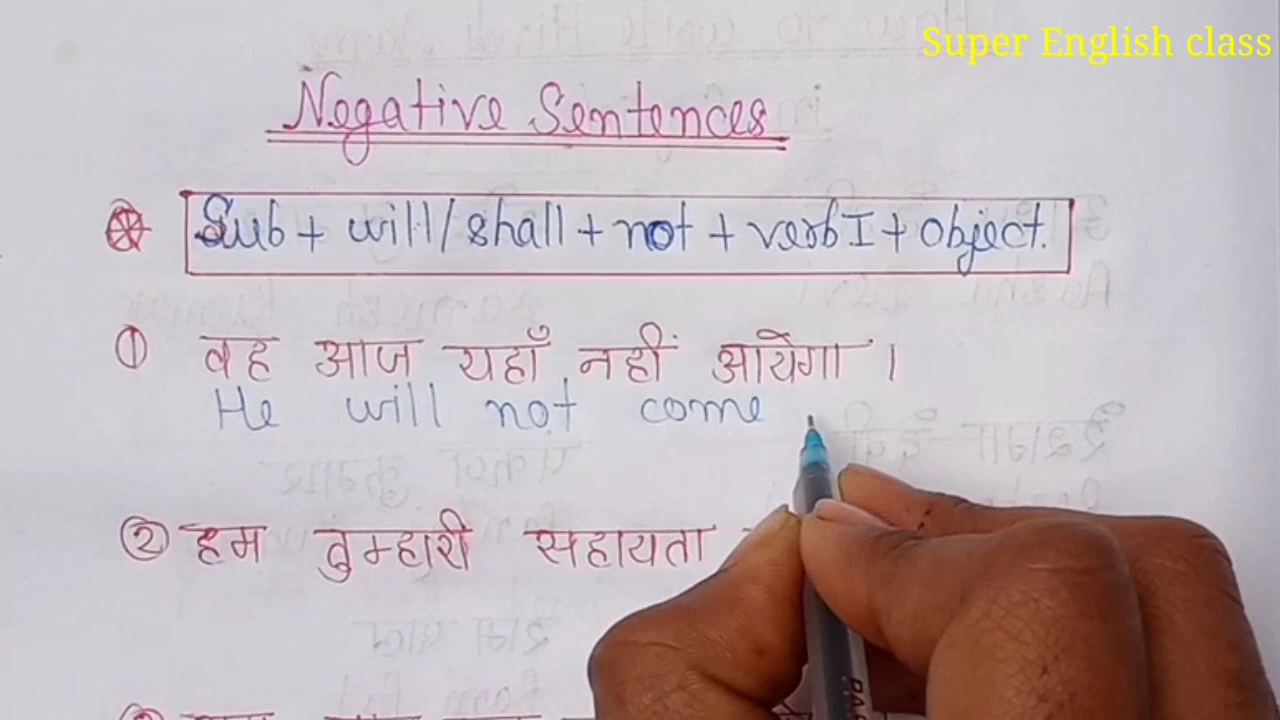 Super English class
Negative Sentences
Sub + will/shall + not + verb I + object.
① वह आज यहाँ नहीं आयेगा ।
He will not come
② हम तुम्हारी सहायता